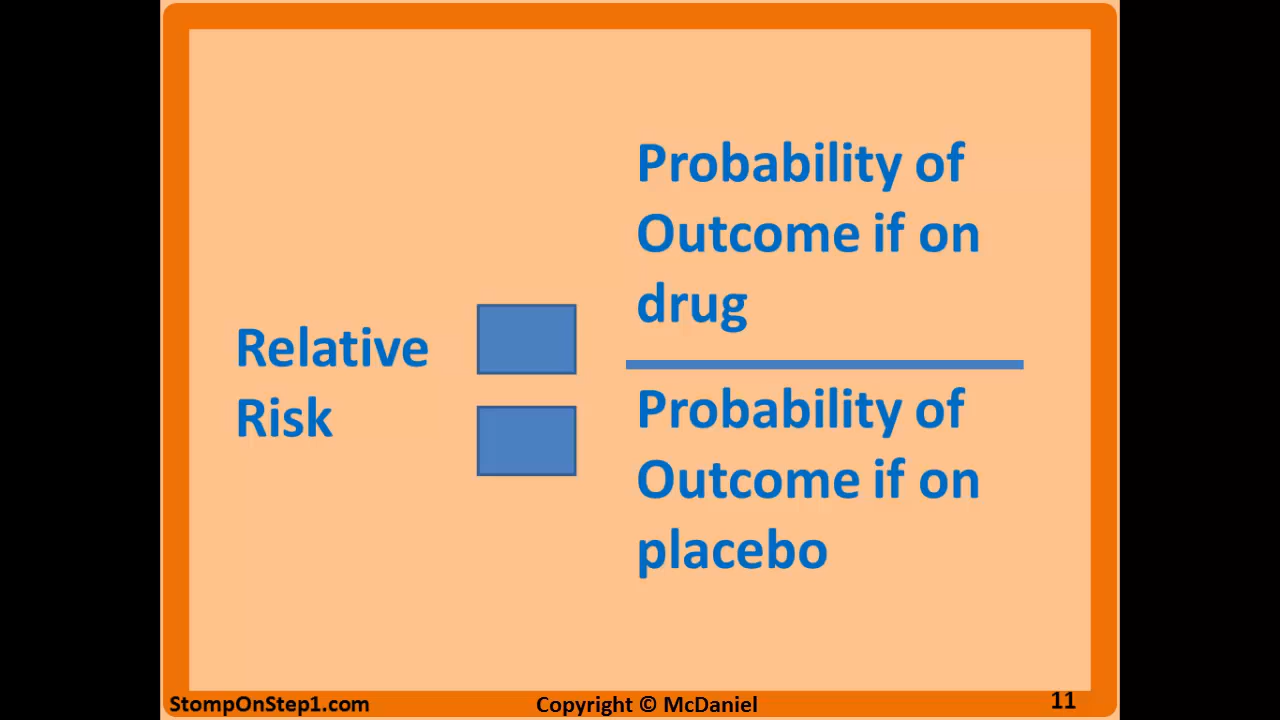 Probability of
Outcome if on
drug
Relative
Risk
Probability of
Outcome if on
placebo
StompOnStep1.com
Copyright © McDaniel
11